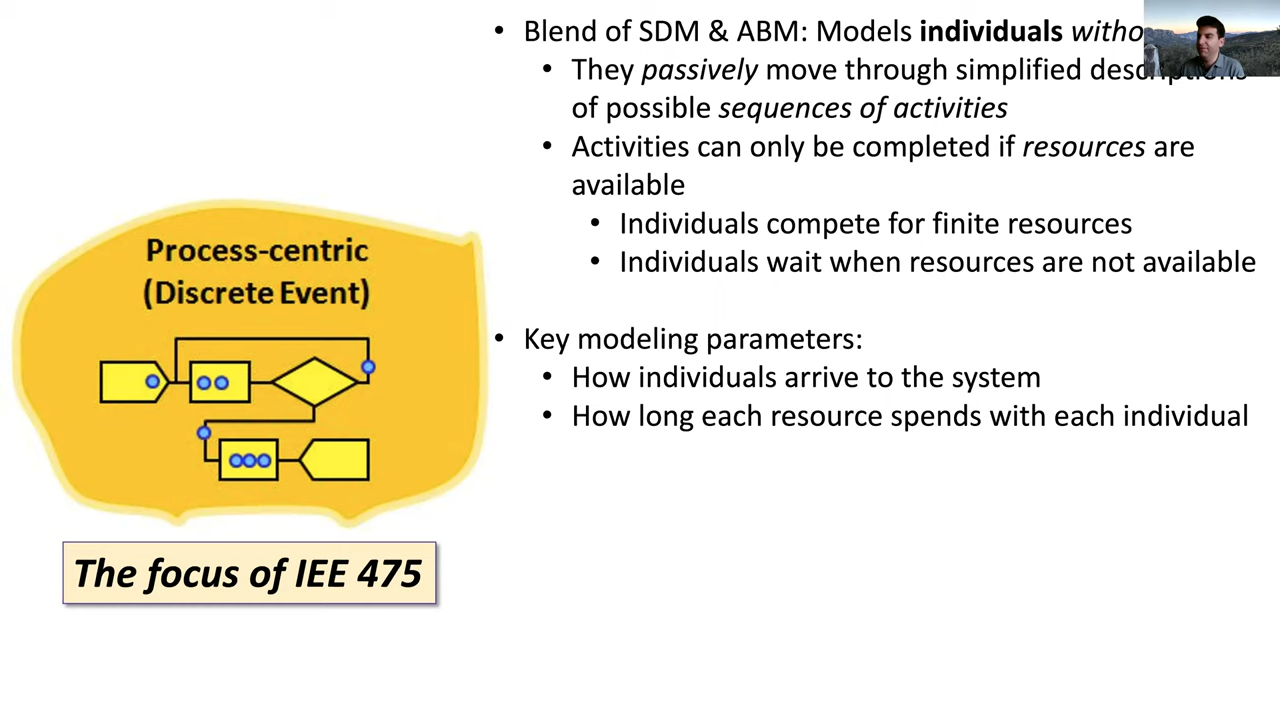 • Blend of SDM & ABM: Models individuals
• They passively move through simplified descriptions
of possible sequences of activities
• Activities can only be completed if resources are
available
• Individuals compete for finite resources
• Individuals wait when resources are not available
Process-centric
(Discrete Event)
• Key modeling parameters:
• How individuals arrive to the system
• How long each resource spends with each individual
The focus of IEE 475